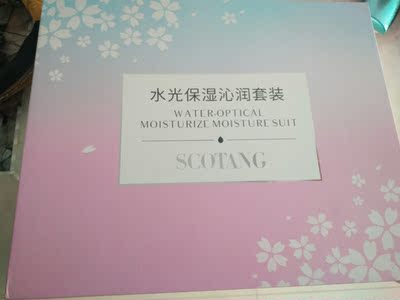 水光保湿沁润套装
WATER-OPTICAL
MOISTURIZE MOISTURE SUIT
SCOTANG